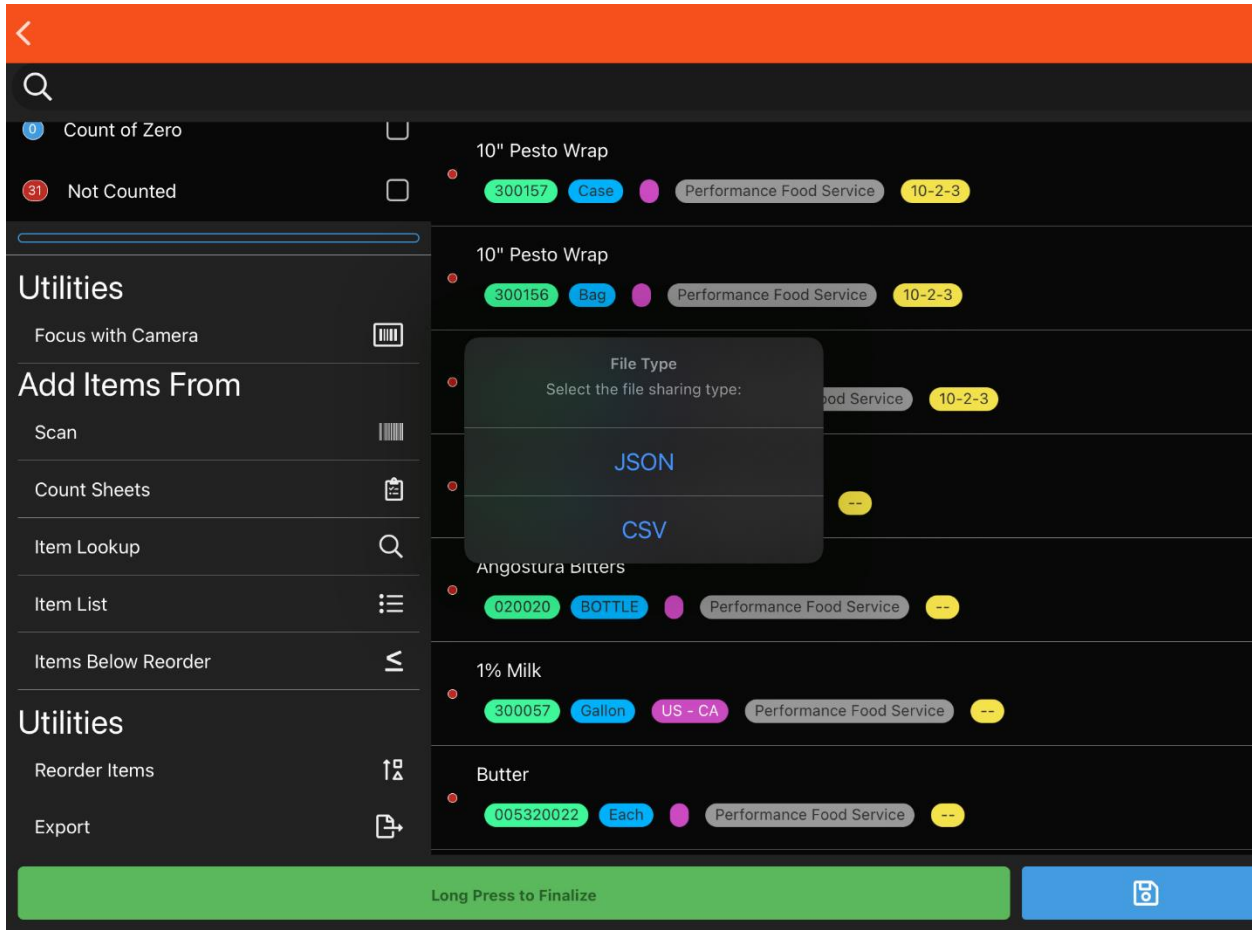 0 Count of Zero
31 Not Counted
Utilities
Focus with Camera
Add Items From
Scan
Count Sheets
Item Lookup
Item List
Items Below Reorder
Utilities
Reorder Items
Export
10" Pesto Wrap
300157 Case Performance Food Service 10-2-3
10" Pesto Wrap
300156 Bag Performance Food Service 10-2-3
File Type
Select the file sharing type:
JSON
CSV
Service 10-2-3
--
Angostura Bitters
020020 BOTTLE Performance Food Service --
1% Milk
300057 Gallon US - CA Performance Food Service --
Butter
005320022 Each Performance Food Service --
Long Press to Finalize